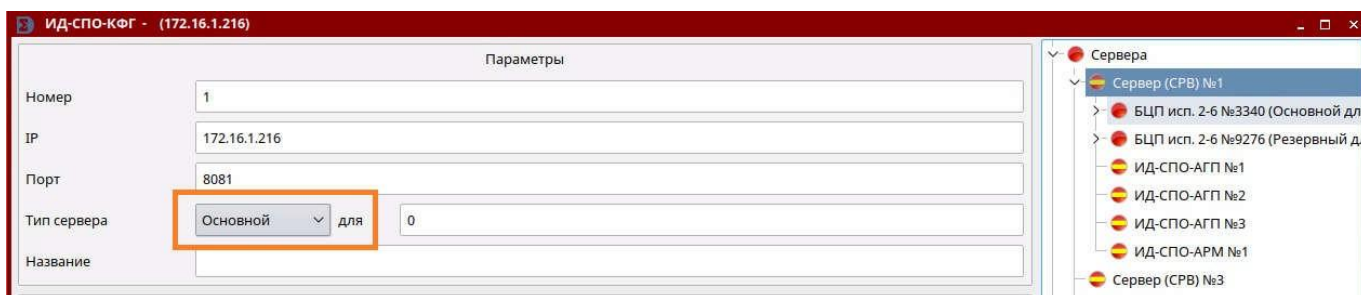 ИД-СПО-КФГ - (172.16.1.216)
Параметры
Номер 1
IP 172.16.1.216
Порт 8081
Тип сервера Основной для 0
Название
Сервера
Сервер (СРВ) №1
БЦП исп. 2-6 №3340 (Основной дл
БЦП исп. 2-6 №9276 (Резервный д
ИД-СПО-АГП №1
ИД-СПО-АГП №2
ИД-СПО-АГП №3
ИД-СПО-АРМ №1
Сервер (СРВ) №3